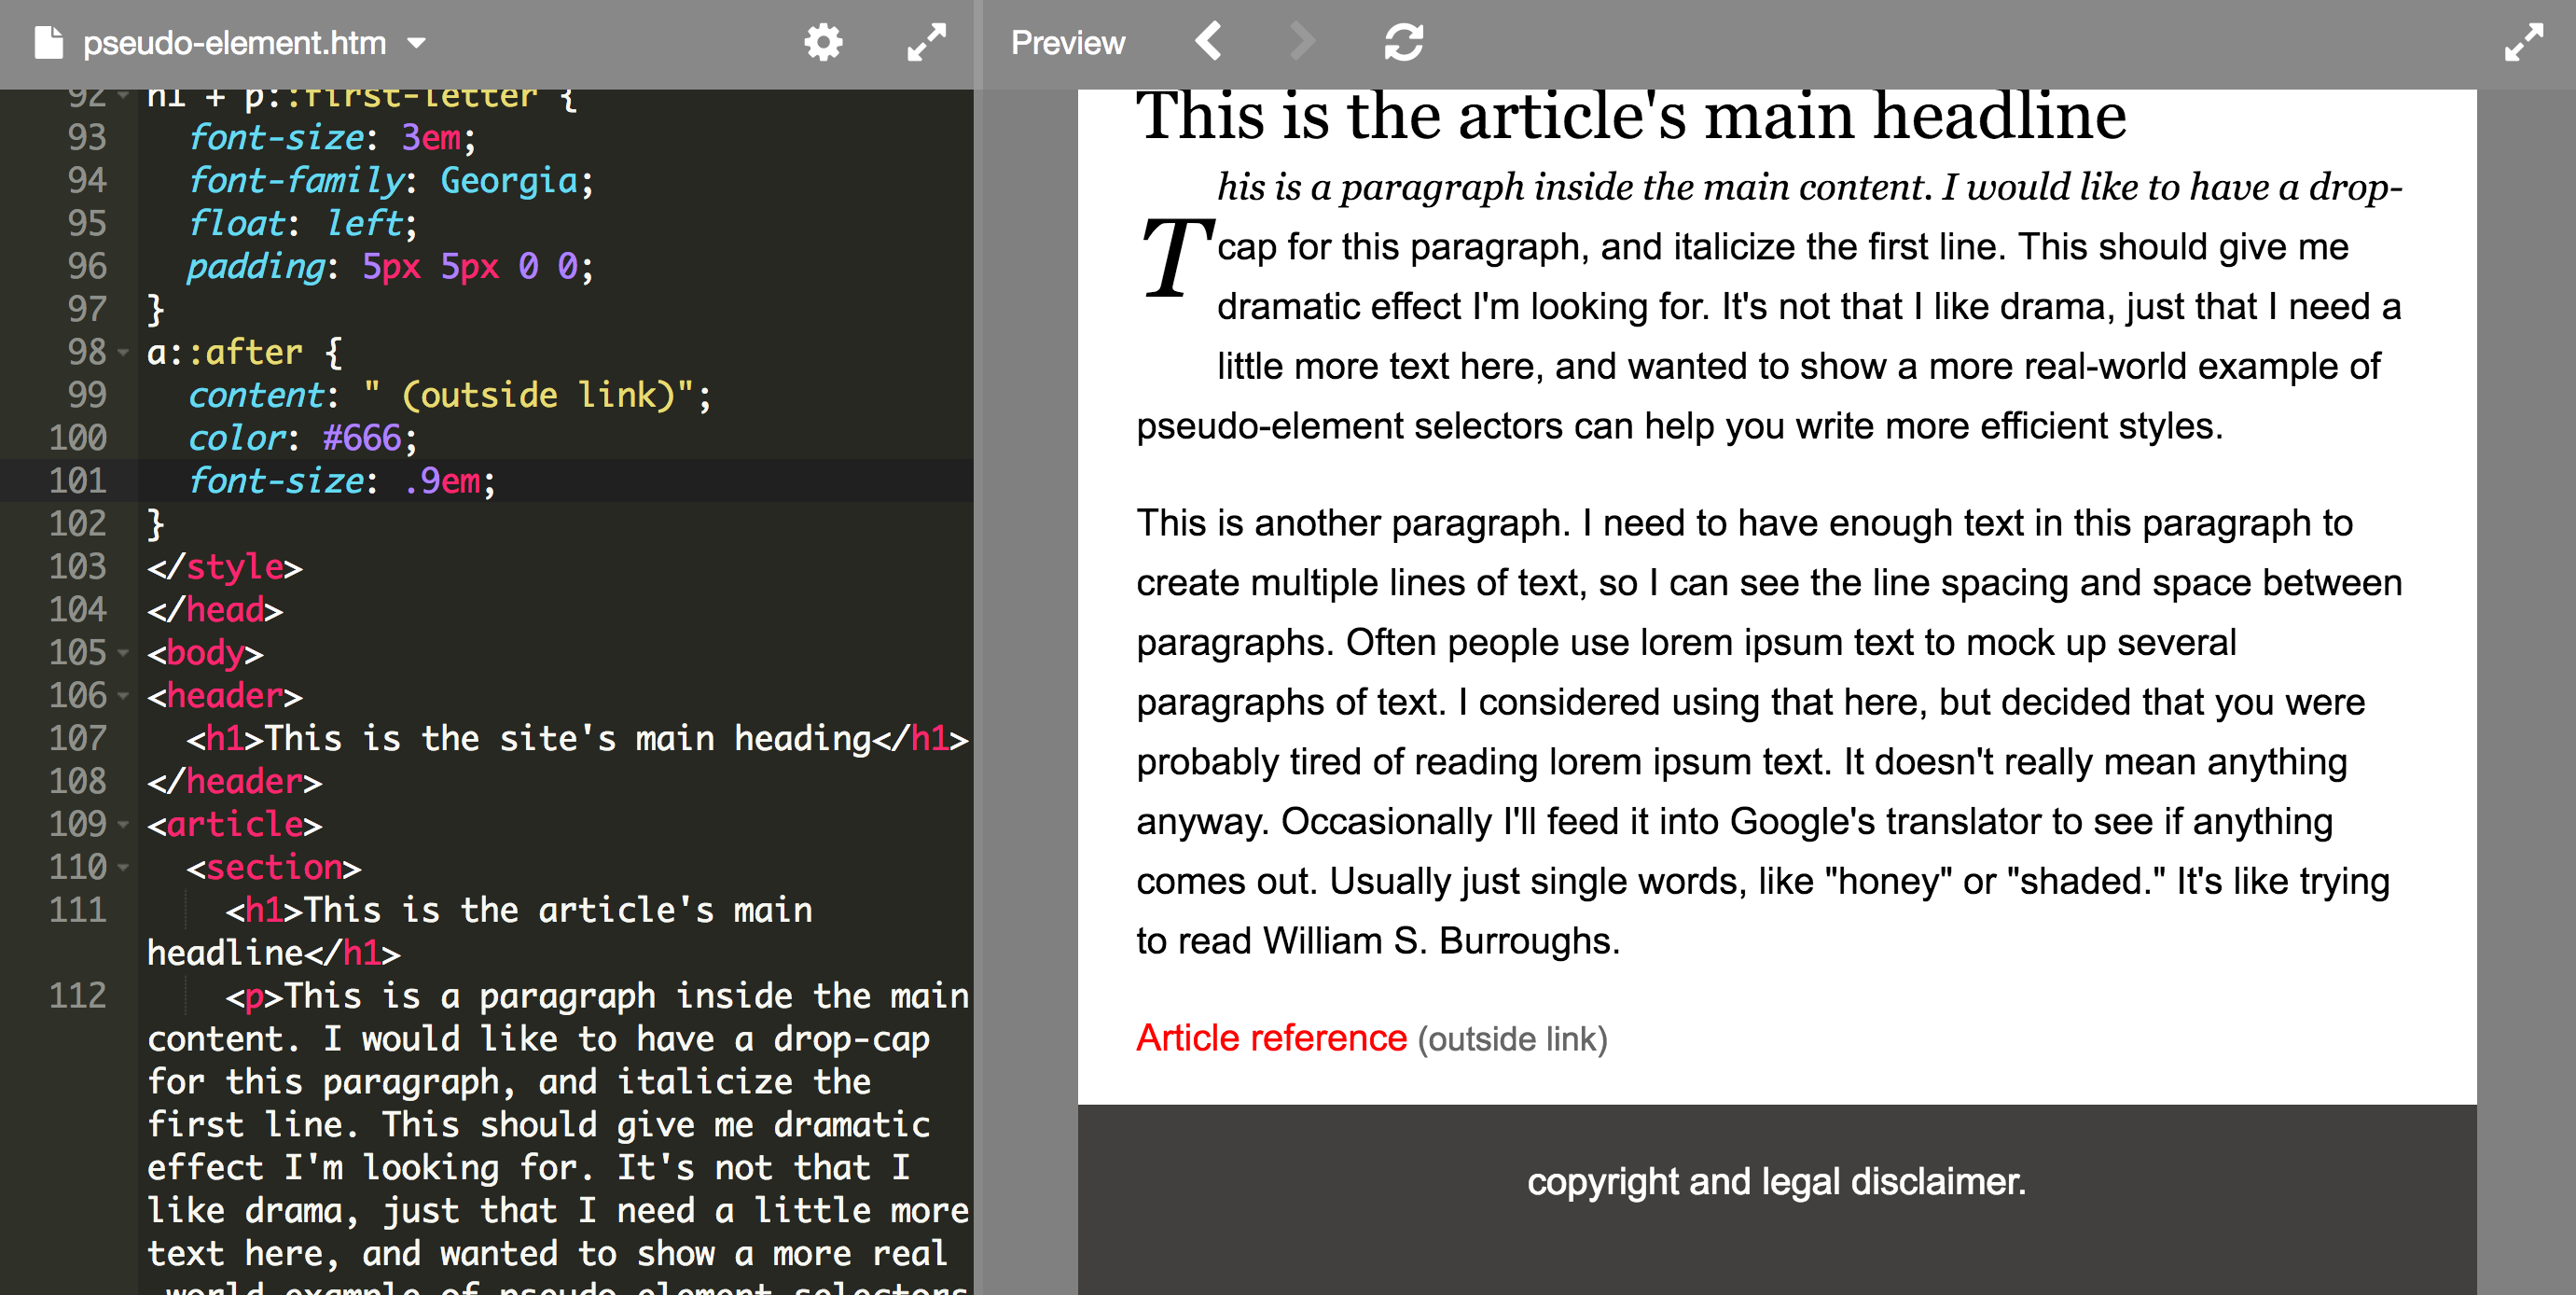 pseudo-element.htm
92 h1 + p::first-letter {
93 font-size: 3em;
94 font-family: Georgia;
95 float: left;
96 padding: 5px 5px 0 0;
97 }
98 a::after {
99 content: " (outside link)";
100 color: #666;
101 font-size: .9em;
102 }
103 </style>
104 </head>
105 <body>
106 <header>
107 <h1>This is the site's main heading</h1>
108 </header>
109 <article>
110 <section>
111 <h1>This is the article's main
headline</h1>
112 <p>This is a paragraph inside the main
content. I would like to have a drop-cap
for this paragraph, and italicize the
first line. This should give me dramatic
effect I'm looking for. It's not that I
like drama, just that I need a little more
text here, and wanted to show a more real
-world example of pseudo-element selectors
Preview
This is the article's main headline
This is a paragraph inside the main content. I would like to have a drop-
cap for this paragraph, and italicize the first line. This should give me
dramatic effect I'm looking for. It's not that I like drama, just that I need a
little more text here, and wanted to show a more real-world example of
pseudo-element selectors can help you write more efficient styles.
This is another paragraph. I need to have enough text in this paragraph to
create multiple lines of text, so I can see the line spacing and space between
paragraphs. Often people use lorem ipsum text to mock up several
paragraphs of text. I considered using that here, but decided that you were
probably tired of reading lorem ipsum text. It doesn't really mean anything
anyway. Occasionally I'll feed it into Google's translator to see if anything
comes out. Usually just single words, like "honey" or "shaded." It's like trying
to read William S. Burroughs.
Article reference (outside link)
copyright and legal disclaimer.